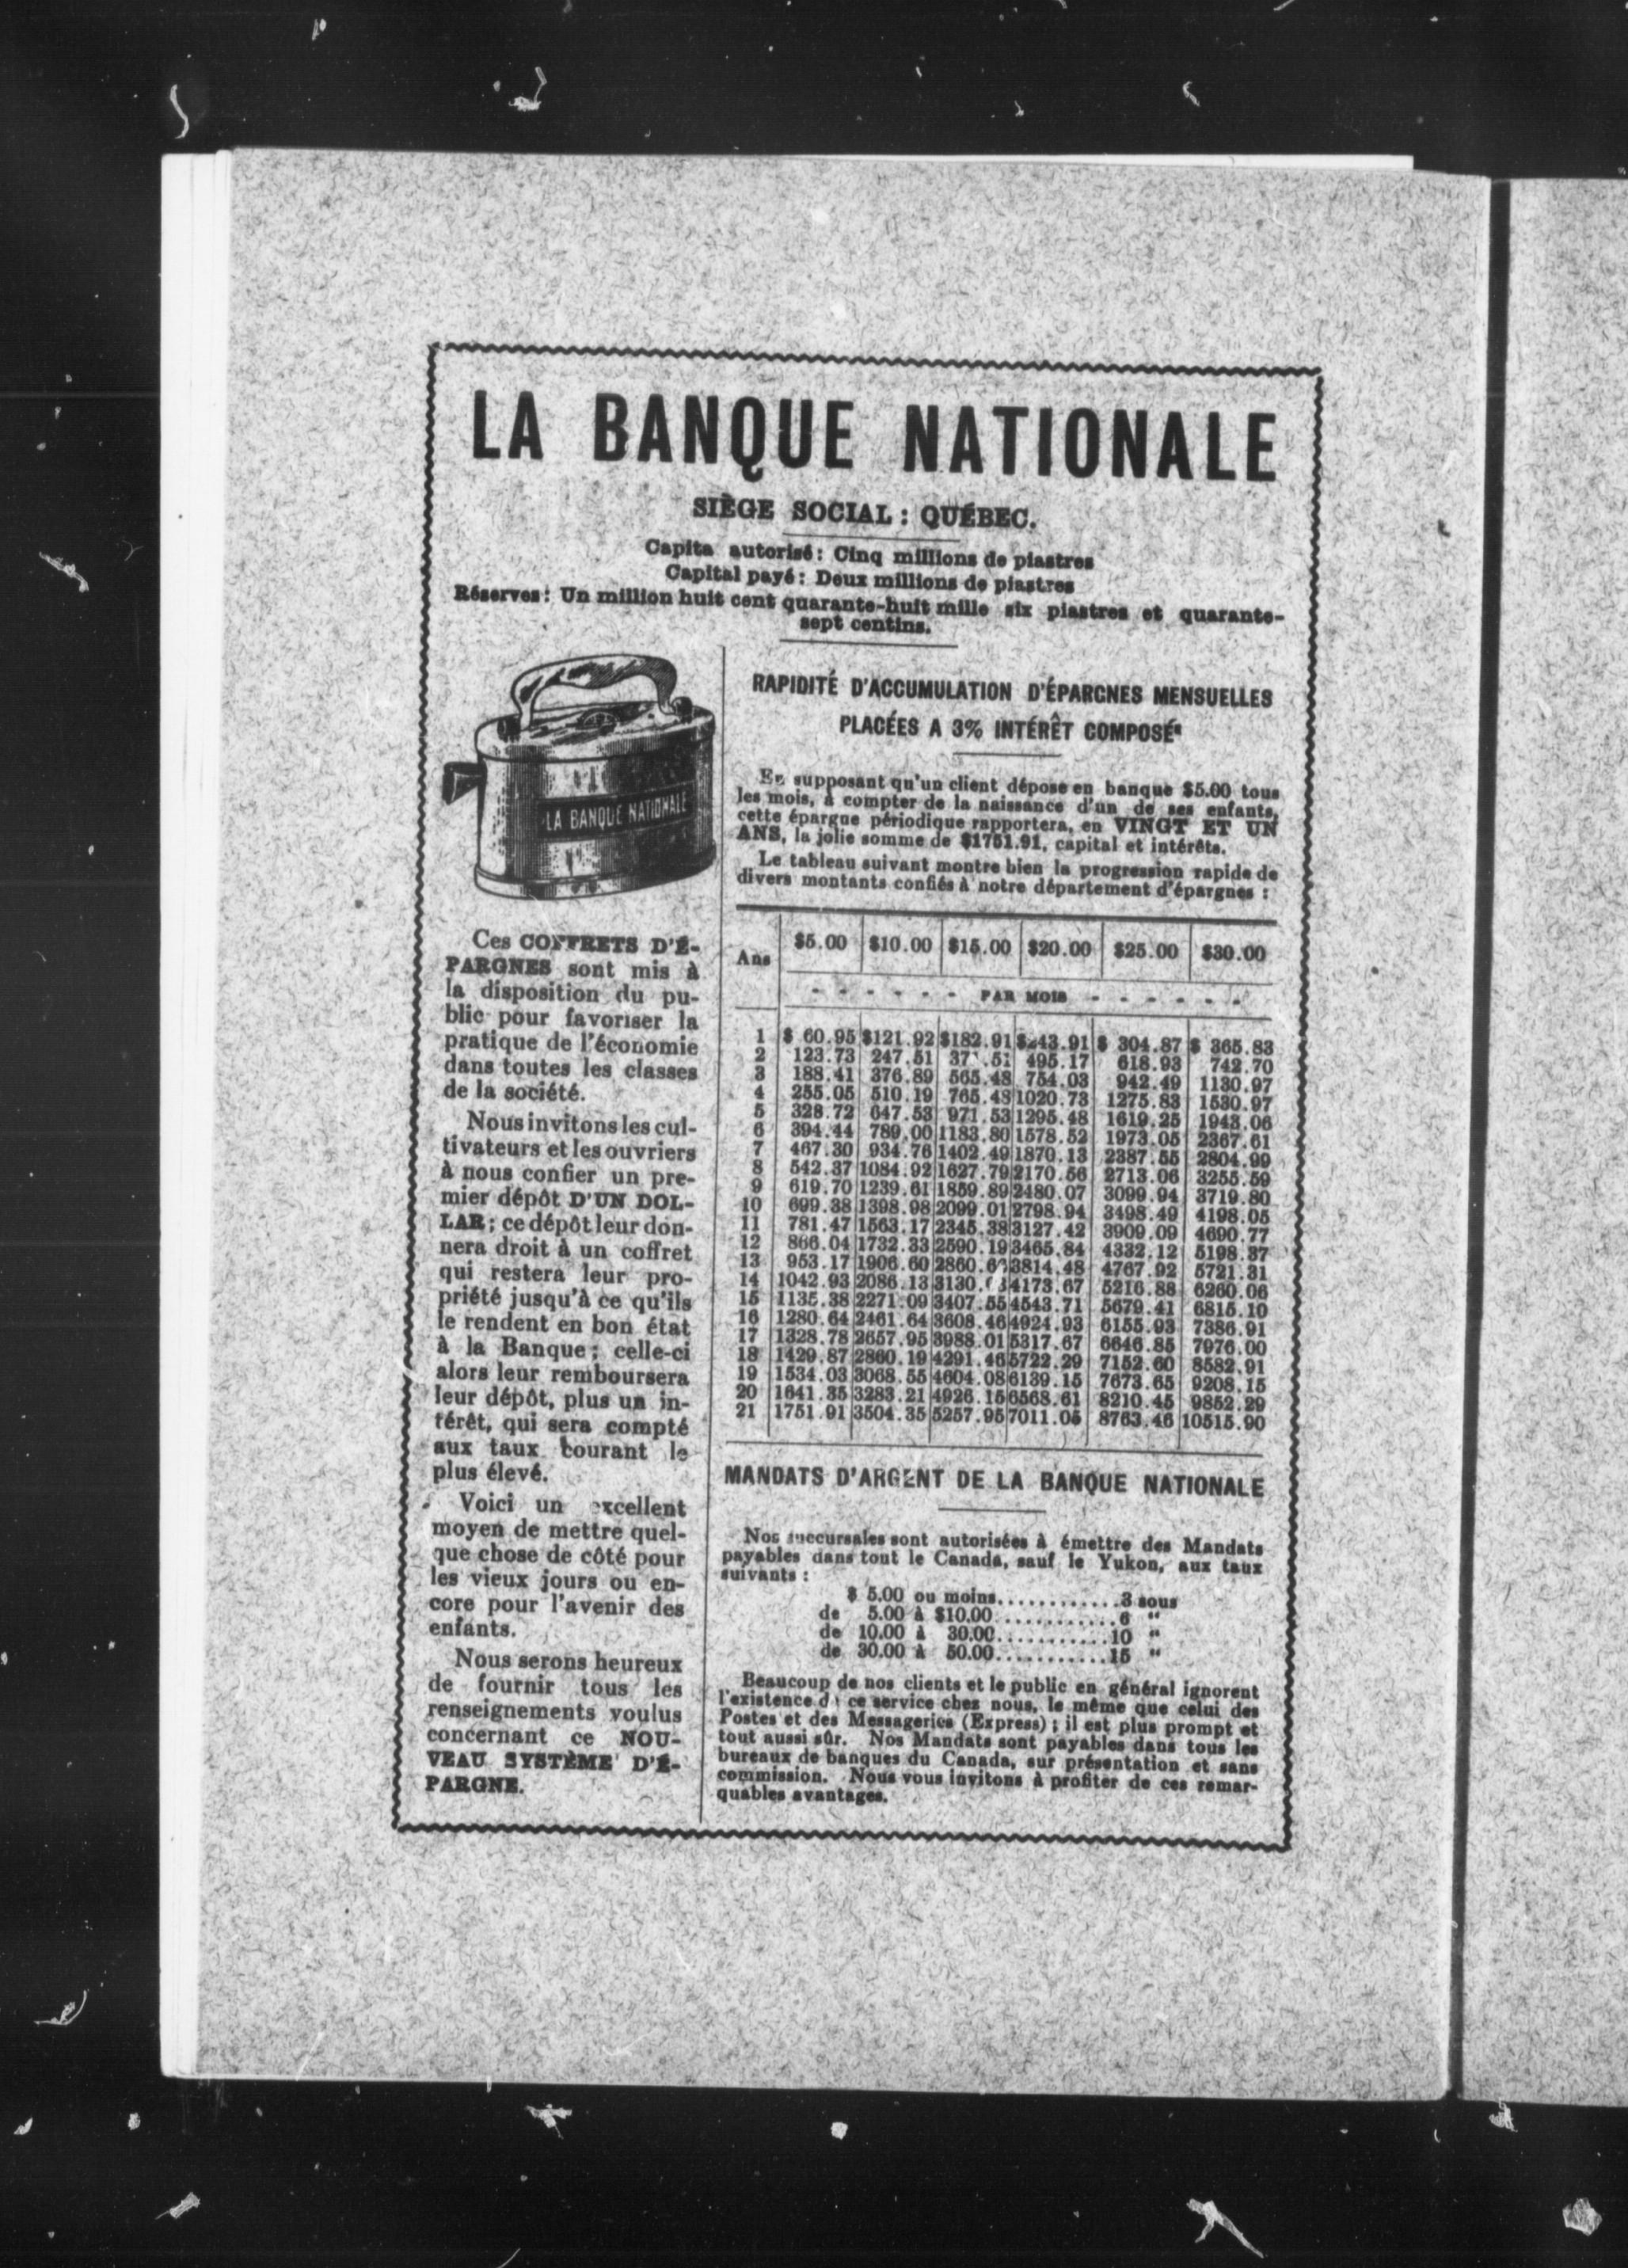 LA BANQUE NATIONALE
SIÈGE SOCIAL : QUÉBEC.
Capita autorisé : Cinq millions de piastres
Capital payé : Deux millions de piastres
Réserves : Un million huit cent quarante-huit mille six piastres et quarante-
sept centins.
LA BANQUE NATIONALE
Ces COFFRETS D'É-
PARGNES sont mis à
la disposition du pu-
blic pour favoriser la
pratique de l'économie
dans toutes les classes
de la société.
Nous invitons les cul-
tivateurs et les ouvriers
à nous confier un pre-
mier dépôt D'UN DOL-
LAR ; ce dépôt leur don-
nera droit à un coffret
qui restera leur pro-
priété jusqu'à ce qu'ils
le rendent en bon état
à la Banque ; celle-ci
alors leur remboursera
leur dépôt, plus un in-
térêt, qui sera compté
aux taux courant le
plus élevé.
Voici un excellent
moyen de mettre quel-
que chose de côté pour
les vieux jours ou en-
core pour l'avenir des
enfants.
Nous serons heureux
de fournir tous les
renseignements voulus
concernant ce NOU-
VEAU SYSTÈME D'É-
PARGNE.
RAPIDITÉ D'ACCUMULATION D'ÉPARGNES MENSUELLES
PLACÉES A 3% INTÉRÊT COMPOSÉ
En supposant qu'un client dépose en banque $5.00 tous
les mois, à compter de la naissance d'un de ses enfants,
cette épargne périodique rapportera, en VINGT ET UN
ANS, la jolie somme de $1751.91, capital et intérêts.
Le tableau suivant montre bien la progression rapide de
divers montants confiés à notre département d'épargnes :
Ans $5.00 $10.00 $15.00 $20.00 $25.00 $30.00
- - - - - - PAR MOIS - - - - - -
1 $ 60.95 $121.92 $182.91 $243.91 $ 304.87 $ 365.83
2 123.73 247.51 495.17 618.93 742.70
3 188.41 376.89 565.48 754.03 942.49 1130.97
4 255.05 510.19 765.48 1020.73 1275.83 1530.97
5 328.72 647.53 971.53 1295.48 1619.25 1943.06
6 394.44 789.00 1183.80 1578.52 1973.05 2367.61
7 467.30 934.76 1402.49 1870.13 2387.55 2804.99
8 542.37 1084.92 1627.79 2170.56 2713.06 3255.59
9 619.70 1239.61 1859.89 2480.07 3099.94 3719.80
10 699.38 1398.98 2099.01 2798.94 3498.49 4198.05
11 781.47 1563.17 2345.38 3127.42 3909.09 4690.77
12 866.04 1732.33 2590.19 3465.84 4332.12 5198.37
13 953.17 1906.60 3814.48 4767.92 5721.31
14 1042.93 2086.13 4173.67 5216.88 6260.06
15 1135.38 2271.09 3407.55 4543.71 5679.41 6815.10
16 1280.64 2461.64 3608.46 4924.93 6155.93 7386.91
17 1328.78 2657.95 3988.01 5317.67 6646.85 7976.00
18 1429.87 2860.19 4291.46 5722.29 7152.60 8582.91
19 1534.03 3068.55 4604.08 6139.15 7673.65 9208.15
20 1641.35 3283.21 4926.15 6568.61 8210.45 9852.29
21 1751.91 3504.35 5257.95 7011.05 8763.46 10515.90
MANDATS D'ARGENT DE LA BANQUE NATIONALE
Nos succursales sont autorisées à émettre des Mandats
payables dans tout le Canada, sauf le Yukon, aux taux
suivants :
$ 5.00 ou moins............3 sous
de 5.00 à $10.00............6 "
de 10.00 à 30.00...........10 "
de 30.00 à 50.00...........15 "
Beaucoup de nos clients et le public en général ignorent
l'existence de ce service chez nous, le même que celui des
Postes et des Messageries (Express) ; il est plus prompt et
tout aussi sûr. Nos Mandats sont payables dans tous les
bureaux de banques du Canada, sur présentation et sans
commission. Nous vous invitons à profiter de ces remar-
quables avantages.